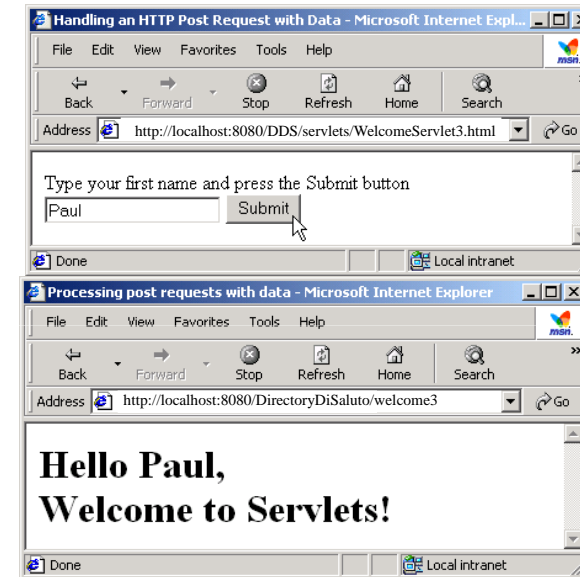 Handling an HTTP Post Request with Data - Microsoft Internet Expl...
File Edit View Favorites Tools Help
msn.
Back Forward Stop Refresh Home Search
Address http://localhost:8080/DDS/servlets/WelcomeServlet3.html Go
Type your first name and press the Submit button
Paul Submit
Done Local intranet
Processing post requests with data - Microsoft Internet Explorer
File Edit View Favorites Tools Help
msn.
Back Forward Stop Refresh Home Search »
Address http://localhost:8080/DirectoryDiSaluto/welcome3 Go
Hello Paul,
Welcome to Servlets!
Done Local intranet